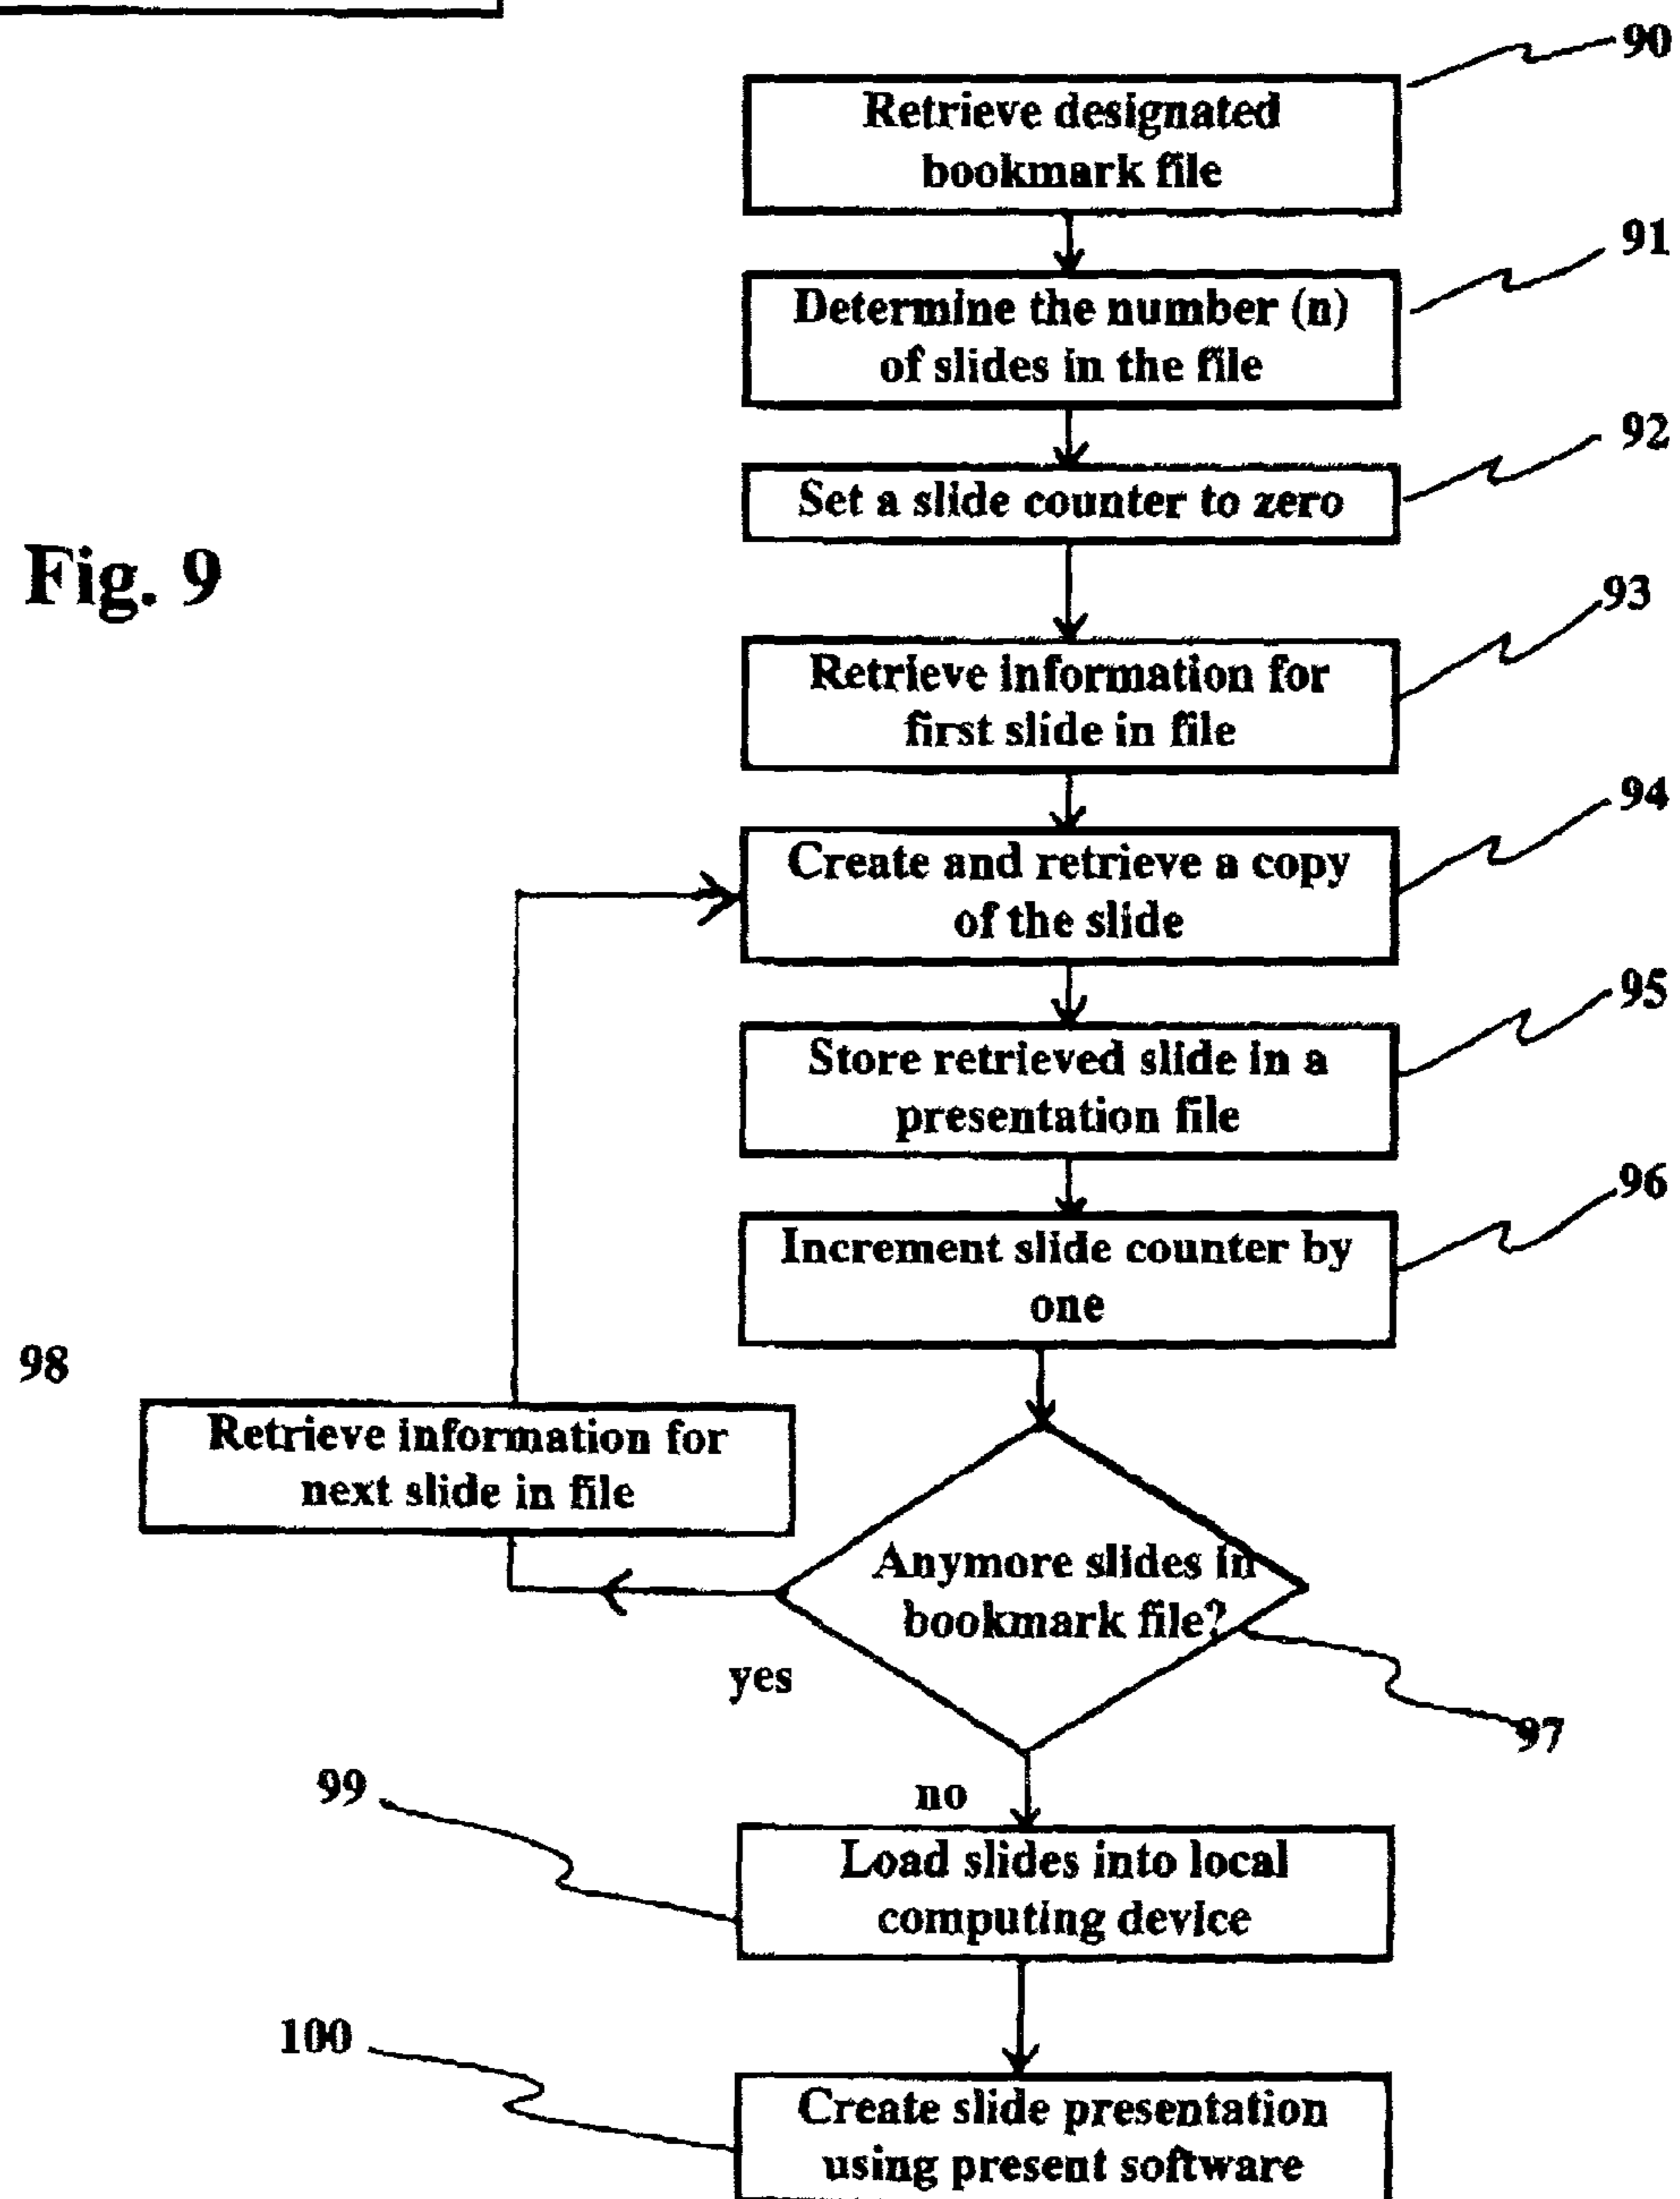 90
Retrieve designated
bookmark file
91
Determine the number (n)
of slides in the file
92
Set a slide counter to zero
Fig. 9
93
Retrieve information for
first slide in file
94
Create and retrieve a copy
of the slide
95
Store retrieved slide in a
presentation file
96
Increment slide counter by
one
98
Retrieve information for
next slide in file
Anymore slides in
bookmark file?
yes
97
99
no
Load slides into local
computing device
100
Create slide presentation
using present software